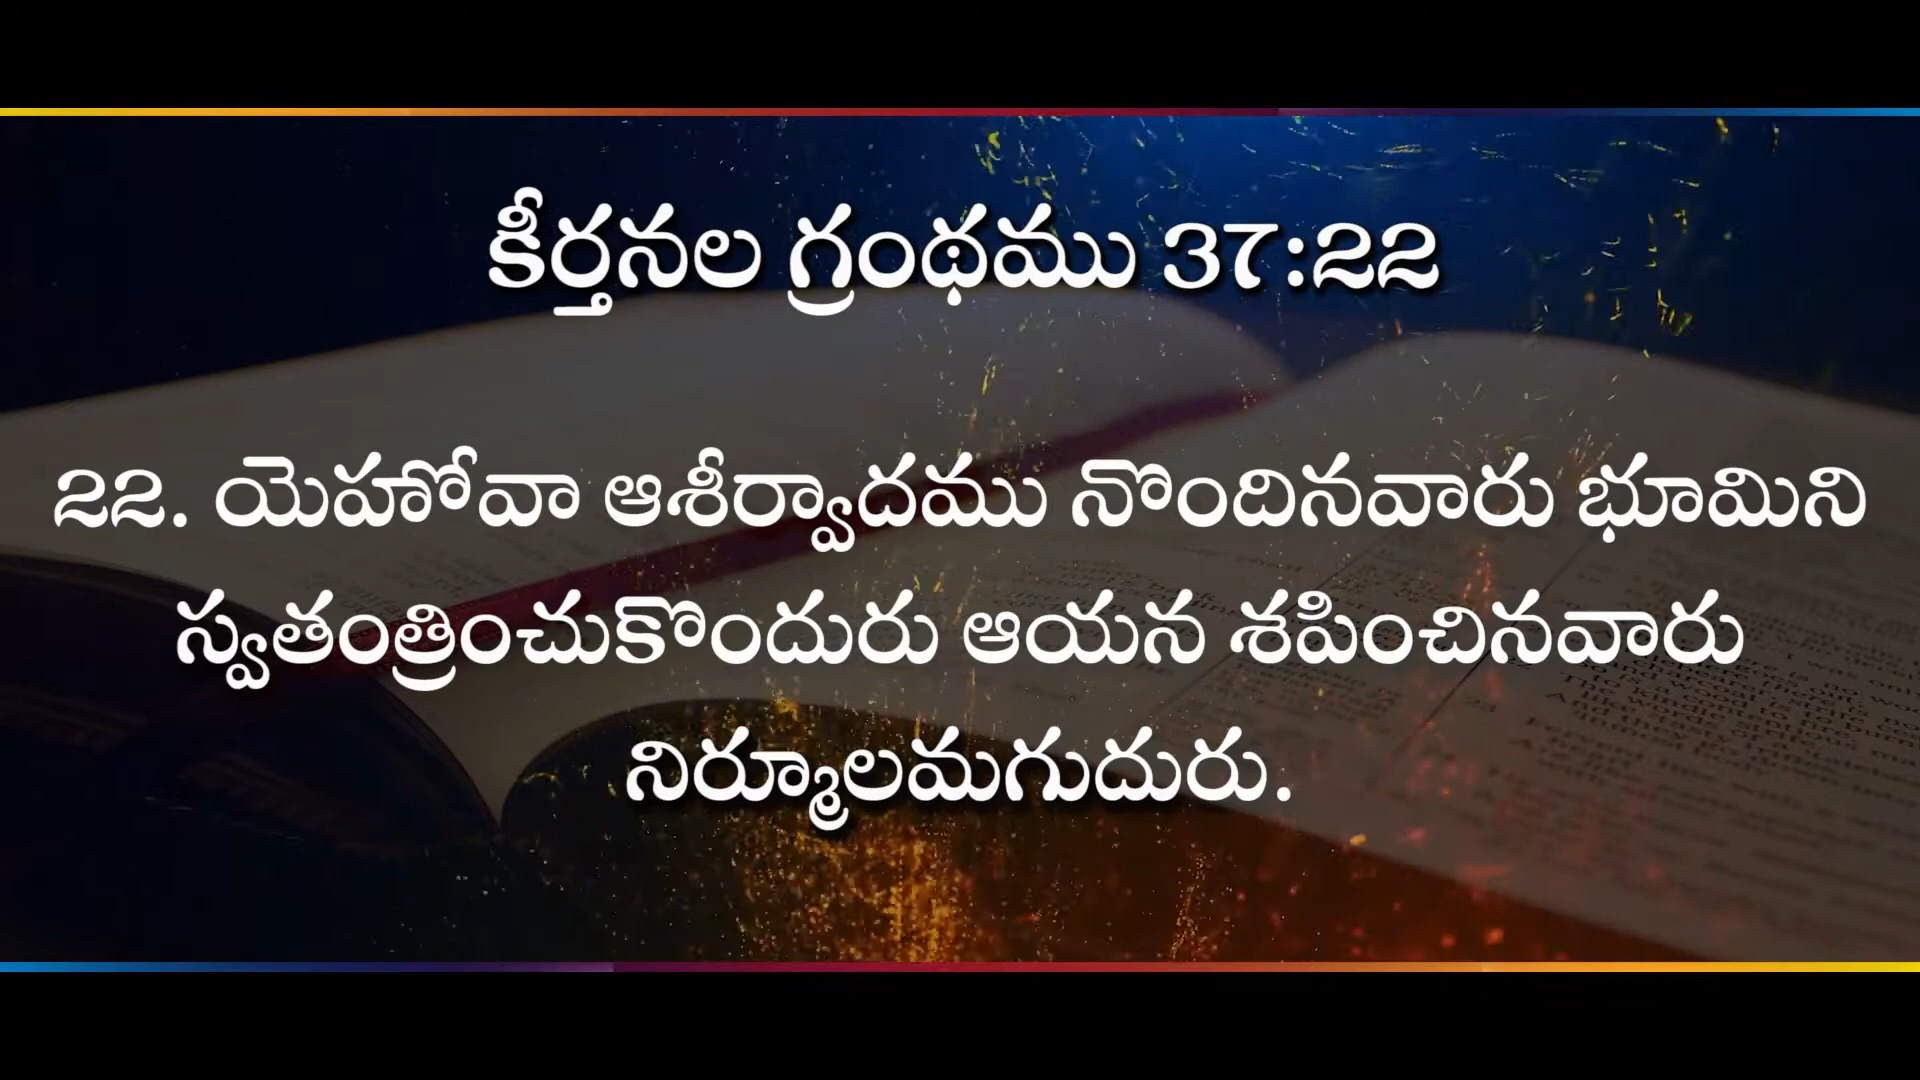 కీర్తనల గ్రంథము 37:22
22. యెహోవా ఆశీర్వాదము నొందినవారు భూమిని
స్వతంత్రించుకొందురు ఆయన శపించినవారు
నిర్మూలమగుదురు.